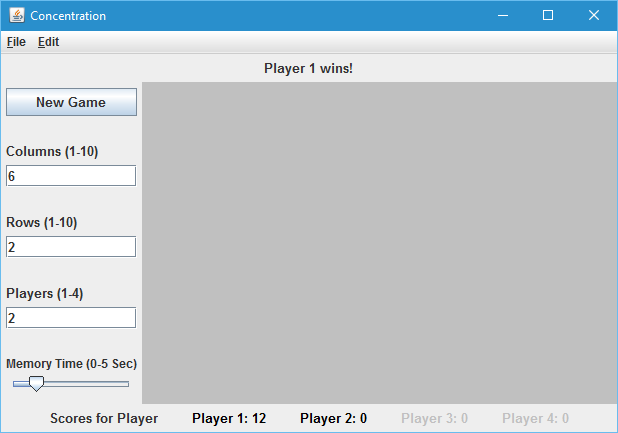 Concentration
File Edit
Player 1 wins!
New Game
Columns (1-10)
6
Rows (1-10)
2
Players (1-4)
2
Memory Time (0-5 Sec)
Scores for Player Player 1: 12 Player 2: 0 Player 3: 0 Player 4: 0